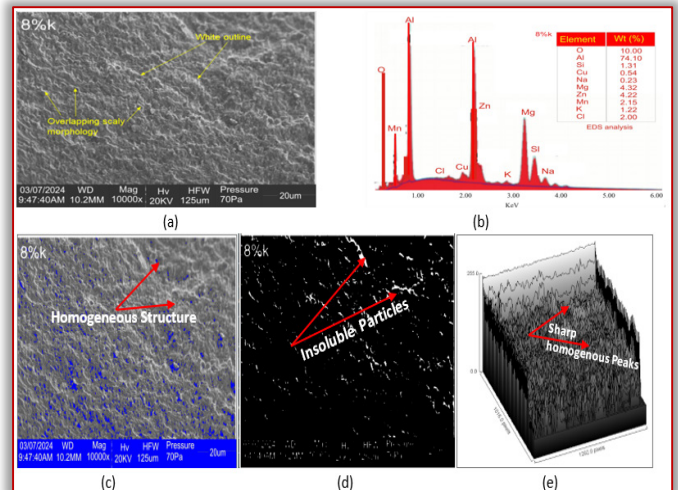 8%k
White outline
Overlapping scaly
morphology
03/07/2024 WD Mag Hv HFW Pressure
9:47:40AM 10.2MM 10000x 20KV 125um 70Pa 20um
(a)
8%k
Element Wt (%)
O 10.00
Al 74.10
Si 1.31
Cu 0.54
Na 0.23
Mg 4.32
Zn 4.22
Mn 2.15
K 1.22
Cl 2.00
EDS analysis
Al
Al
O
Zn
Mg
Mn
Si
Cl
Cu
K
Na
1.00 2.00 3.00 4.00 5.00 6.00
KeV
(b)
8%k
Homogeneous Structure
03/07/2024 WD Mag Hv HFW Pressure
9:47:40AM 10.2MM 10000x 20KV 125um 70Pa 20um
(c)
8%k
Insoluble Particles
(d)
0.0
Sharp
homogenous Peaks
(e)